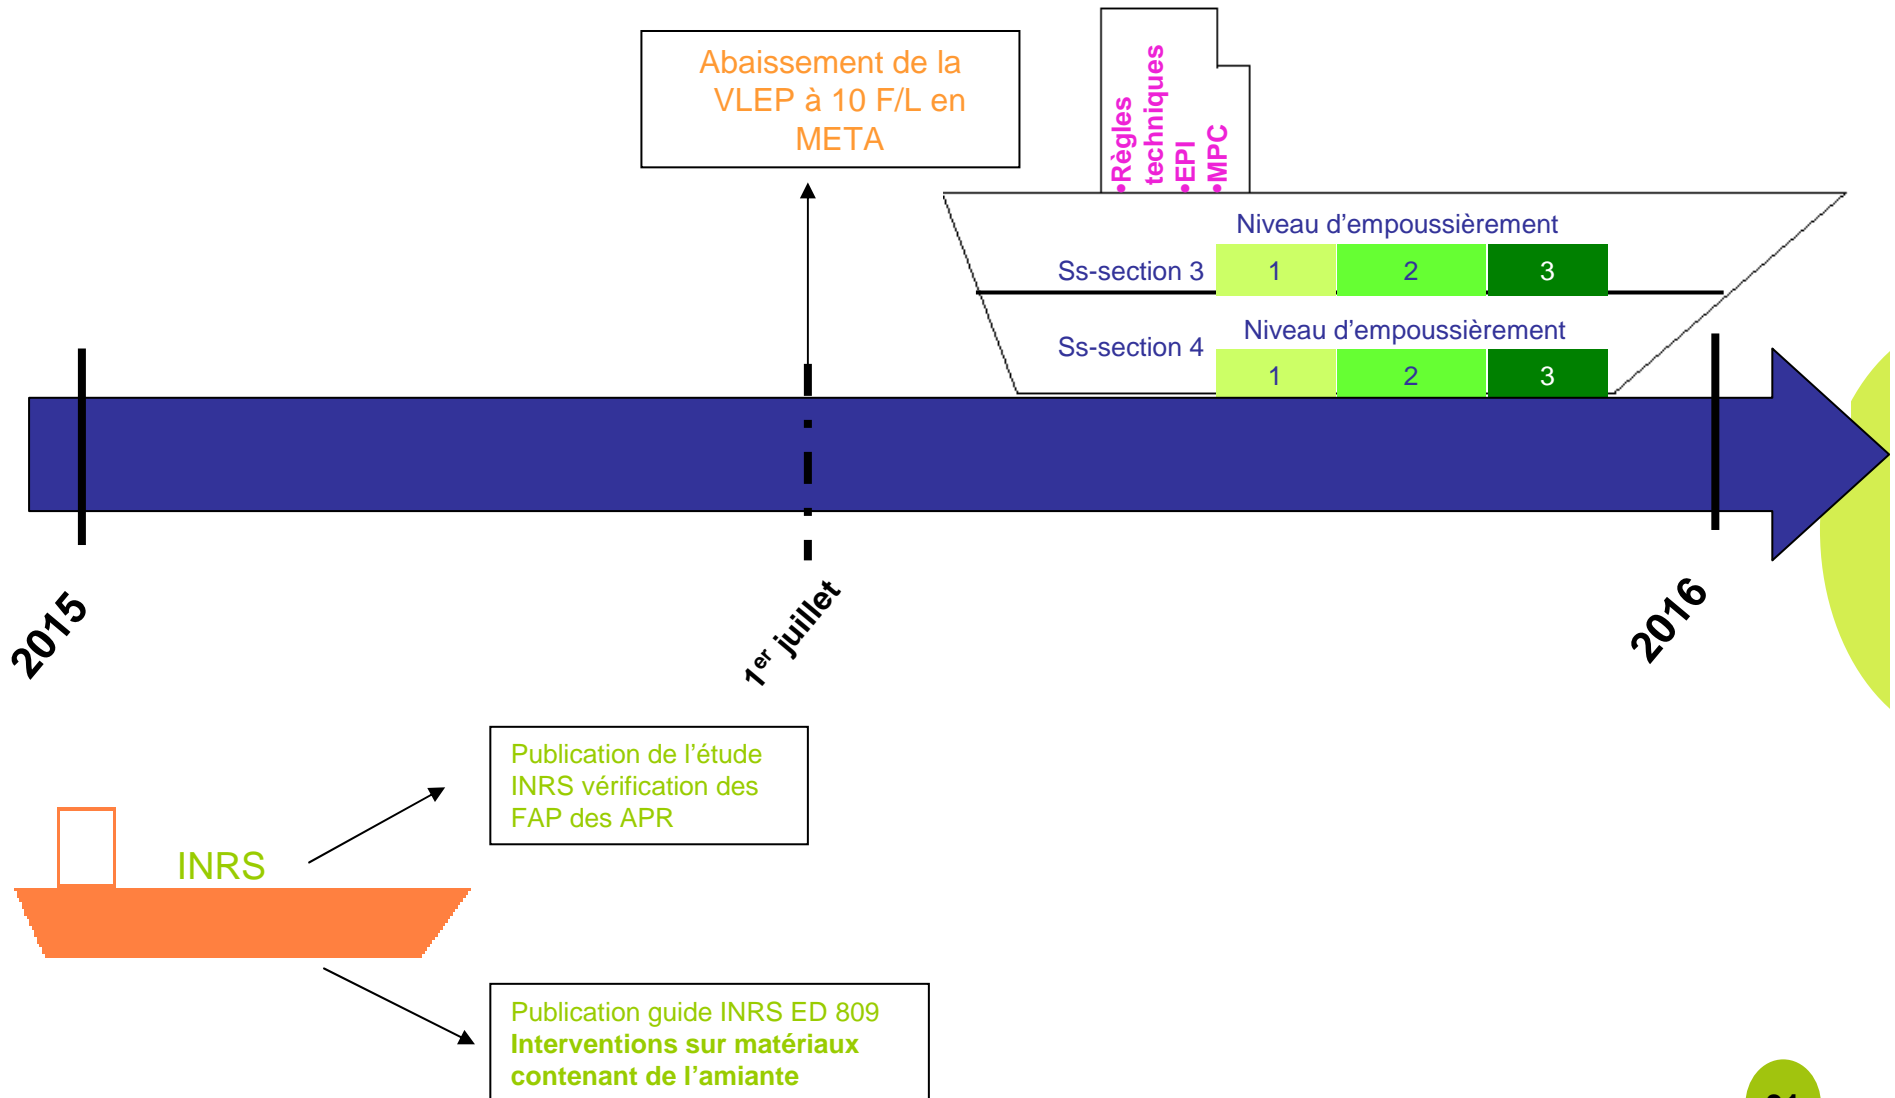 Abaissement de la
VLEP à 10 F/L en
META
•Règles
techniques
•EPI
•MPC
Niveau d’empoussièrement
Ss-section 3 1 2 3
Niveau d’empoussièrement
Ss-section 4
1 2 3
2015
1er juillet
2016
Publication de l’étude
INRS vérification des
FAP des APR
INRS
Publication guide INRS ED 809
Interventions sur matériaux
contenant de l’amiante